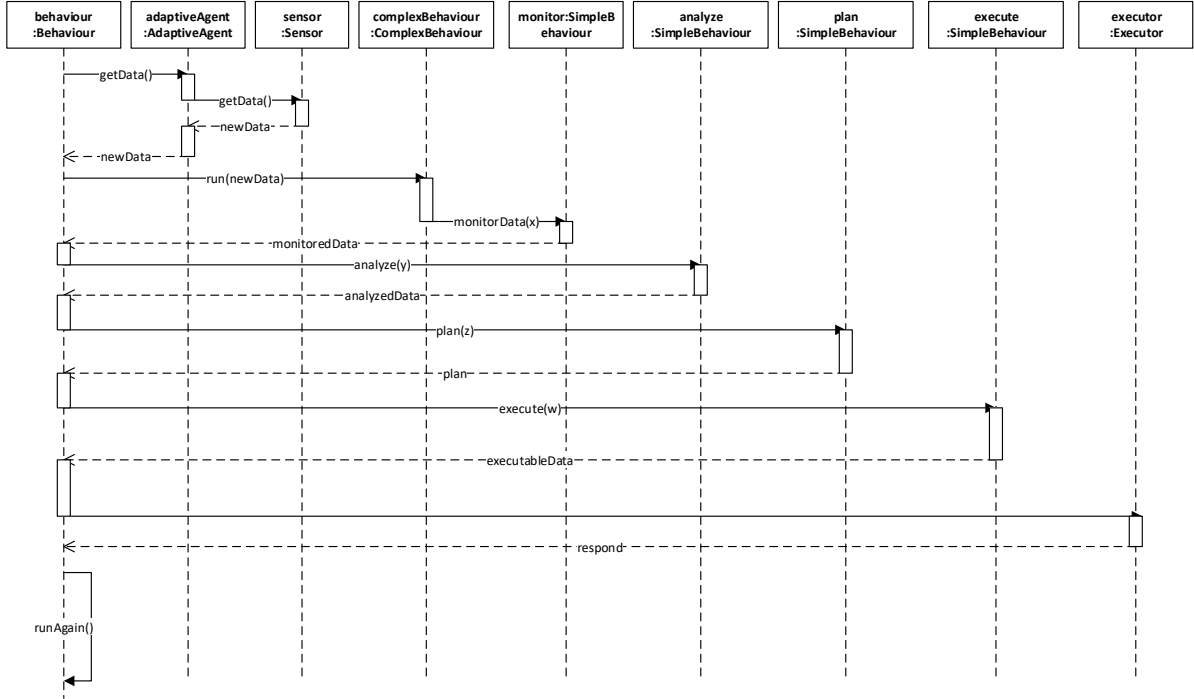 behaviour
:Behaviour
adaptiveAgent
:AdaptiveAgent
sensor
:Sensor
complexBehaviour
:ComplexBehaviour
monitor:SimpleB
ehaviour
analyze
:SimpleBehaviour
plan
:SimpleBehaviour
execute
:SimpleBehaviour
executor
:Executor
getData()
getData()
newData
newData
run(newData)
monitorData(x)
monitoredData
analyze(y)
analyzedData
plan(z)
plan
execute(w)
executableData
respond
runAgain()